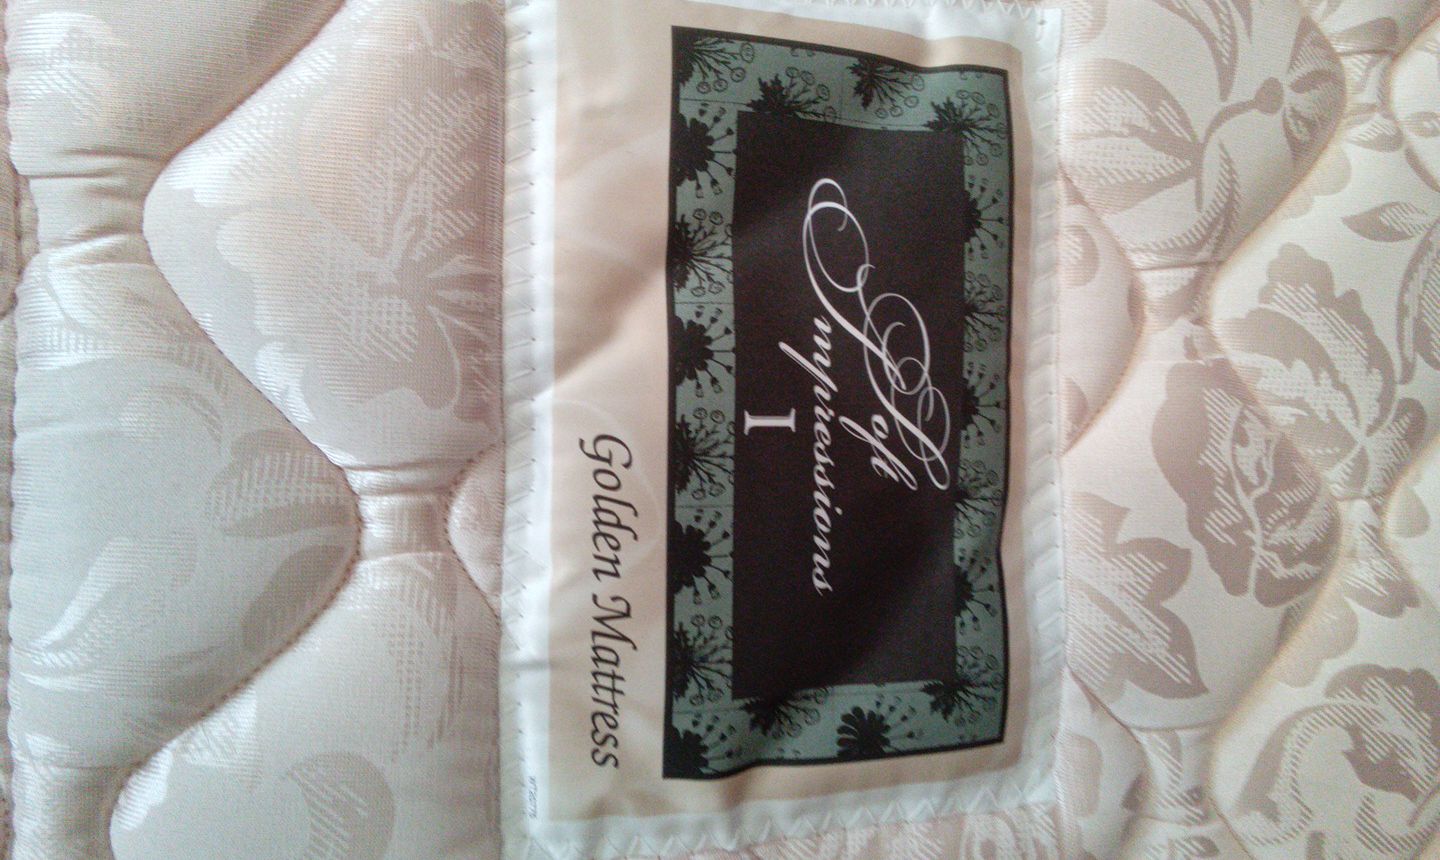 Soft
Impressions
I
Golden Mattress